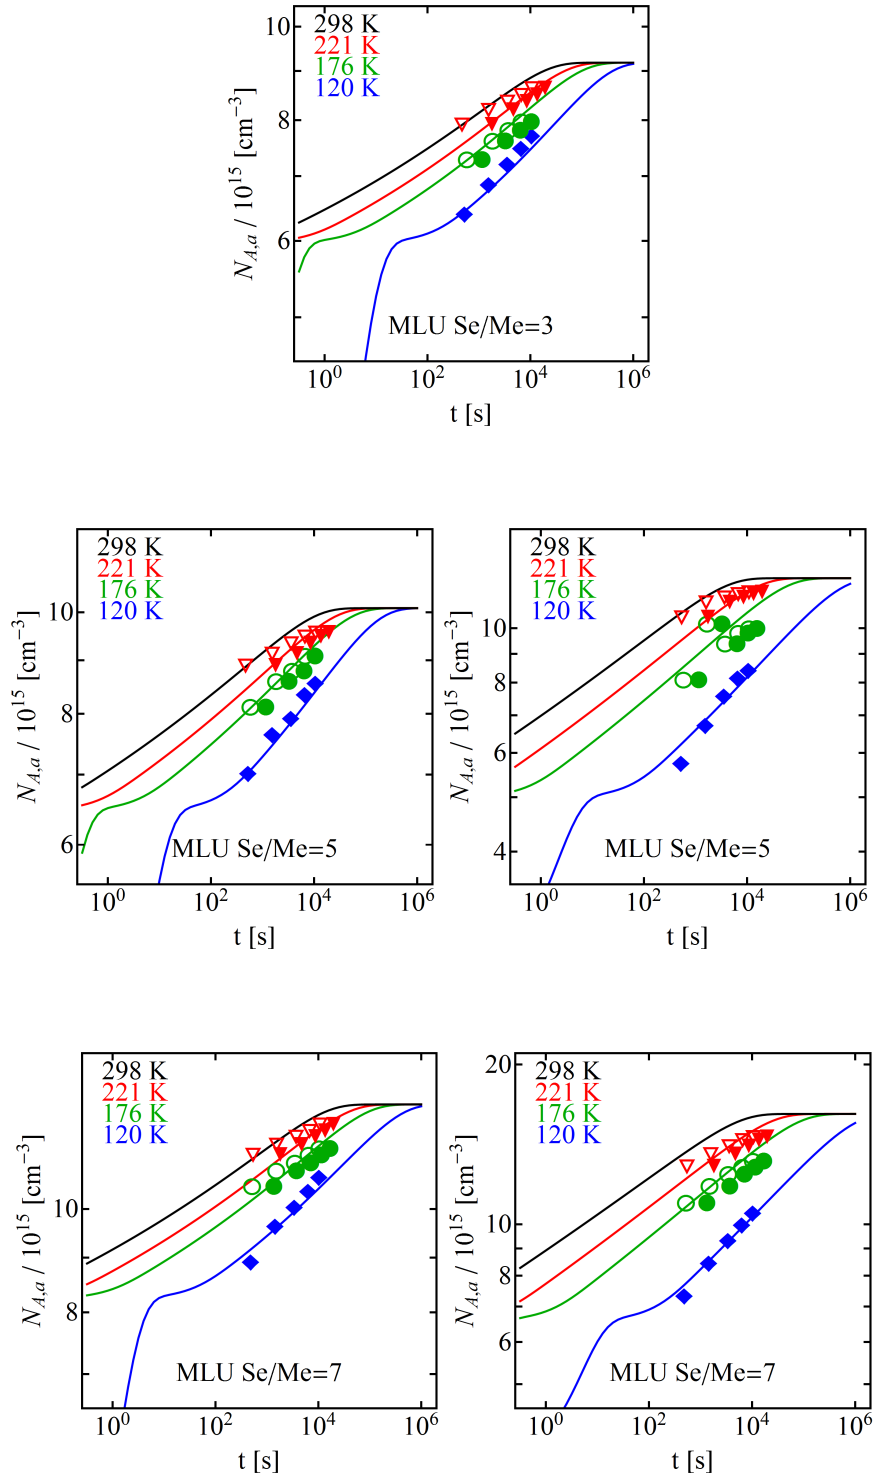 10
8
6
298 K
221 K
176 K
120 K
N_{A,a} / 10^{15} [cm^{−3}]
MLU Se/Me=3
10^0 10^2 10^4 10^6
t [s]
10
8
6
298 K
221 K
176 K
120 K
N_{A,a} / 10^{15} [cm^{−3}]
MLU Se/Me=5
10^0 10^2 10^4 10^6
t [s]
10
8
6
4
298 K
221 K
176 K
120 K
N_{A,a} / 10^{15} [cm^{−3}]
MLU Se/Me=5
10^0 10^2 10^4 10^6
t [s]
10
8
298 K
221 K
176 K
120 K
N_{A,a} / 10^{15} [cm^{−3}]
MLU Se/Me=7
10^0 10^2 10^4 10^6
t [s]
20
10
8
6
298 K
221 K
176 K
120 K
N_{A,a} / 10^{15} [cm^{−3}]
MLU Se/Me=7
10^0 10^2 10^4 10^6
t [s]